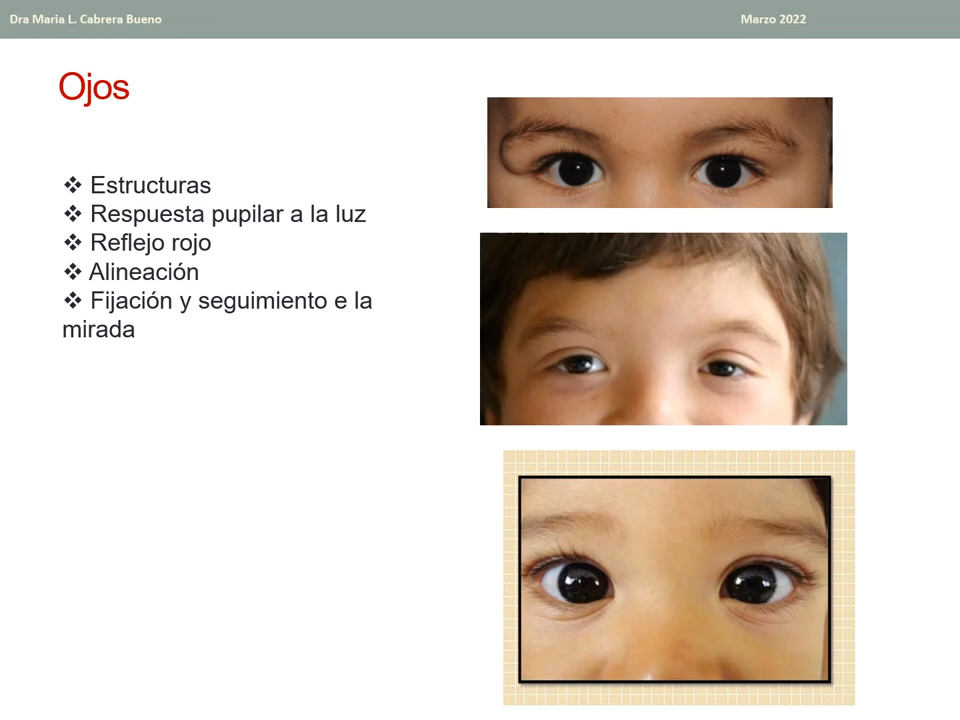 Dra Maria L. Cabrera Bueno
Marzo 2022
Ojos
❖ Estructuras
❖ Respuesta pupilar a la luz
❖ Reflejo rojo
❖ Alineación
❖ Fijación y seguimiento e la
mirada